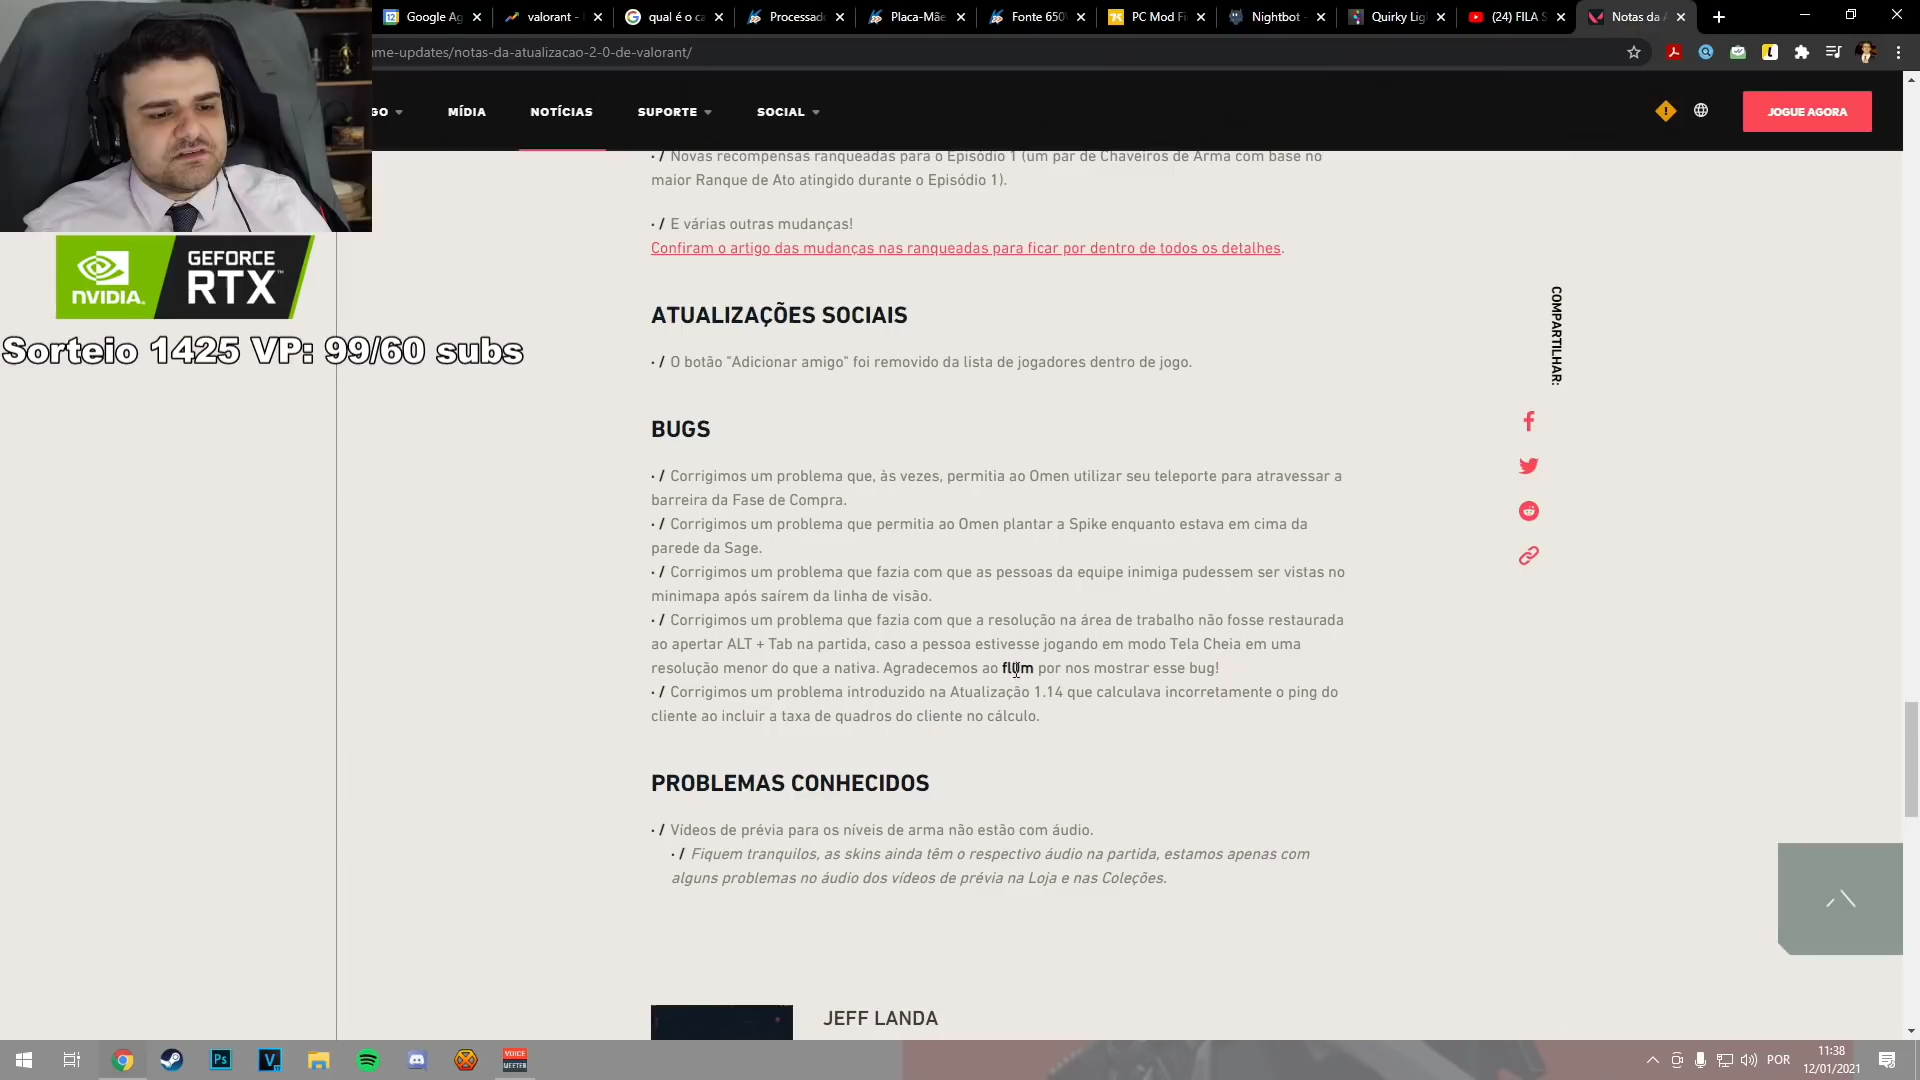 Google Ag
valorant -
qual é o ca
Processad
Placa-Mãe
Fonte 650
PC Mod Fi
Nightbot -
Quirky Lig
(24) FILA S
Notas da A
me-updates/notas-da-atualizacao-2-0-de-valorant/
GO
MÍDIA
NOTÍCIAS
SUPORTE
SOCIAL
JOGUE AGORA
· / Novas recompensas ranqueadas para o Episódio 1 (um par de Chaveiros de Arma com base no
maior Ranque de Ato atingido durante o Episódio 1).
· / E várias outras mudanças!
Confiram o artigo das mudanças nas ranqueadas para ficar por dentro de todos os detalhes.
NVIDIA.
GEFORCE
RTX™
Sorteio 1425 VP: 99/60 subs
ATUALIZAÇÕES SOCIAIS
· / O botão "Adicionar amigo" foi removido da lista de jogadores dentro de jogo.
COMPARTILHAR:
BUGS
· / Corrigimos um problema que, às vezes, permitia ao Omen utilizar seu teleporte para atravessar a
barreira da Fase de Compra.
· / Corrigimos um problema que permitia ao Omen plantar a Spike enquanto estava em cima da
parede da Sage.
· / Corrigimos um problema que fazia com que as pessoas da equipe inimiga pudessem ser vistas no
minimapa após saírem da linha de visão.
· / Corrigimos um problema que fazia com que a resolução na área de trabalho não fosse restaurada
ao apertar ALT + Tab na partida, caso a pessoa estivesse jogando em modo Tela Cheia em uma
resolução menor do que a nativa. Agradecemos ao por nos mostrar esse bug!
· / Corrigimos um problema introduzido na Atualização 1.14 que calculava incorretamente o ping do
cliente ao incluir a taxa de quadros do cliente no cálculo.
PROBLEMAS CONHECIDOS
· / Vídeos de prévia para os níveis de arma não estão com áudio.
· / Fiquem tranquilos, as skins ainda têm o respectivo áudio na partida, estamos apenas com
alguns problemas no áudio dos vídeos de prévia na Loja e nas Coleções.
JEFF LANDA
Ps
V
VOICE
MEETER
POR
11:38
12/01/2021